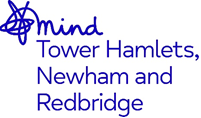 mind
Tower Hamlets,
Newham and
Redbridge